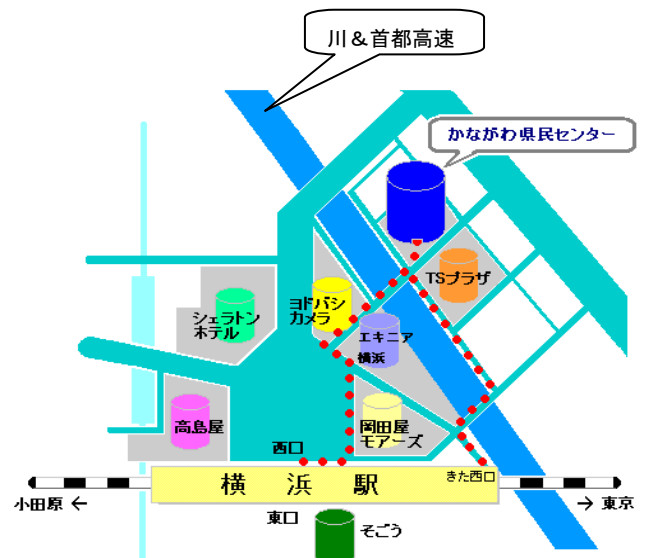 川＆首都高速
かながわ県民センター
TSプラザ
ヨドバシ
カメラ
シェラトン
ホテル
エキニア
横浜
高島屋
岡田屋
モアーズ
西口
きた西口
横 浜 駅
小田原 ←
→ 東京
東口
そごう